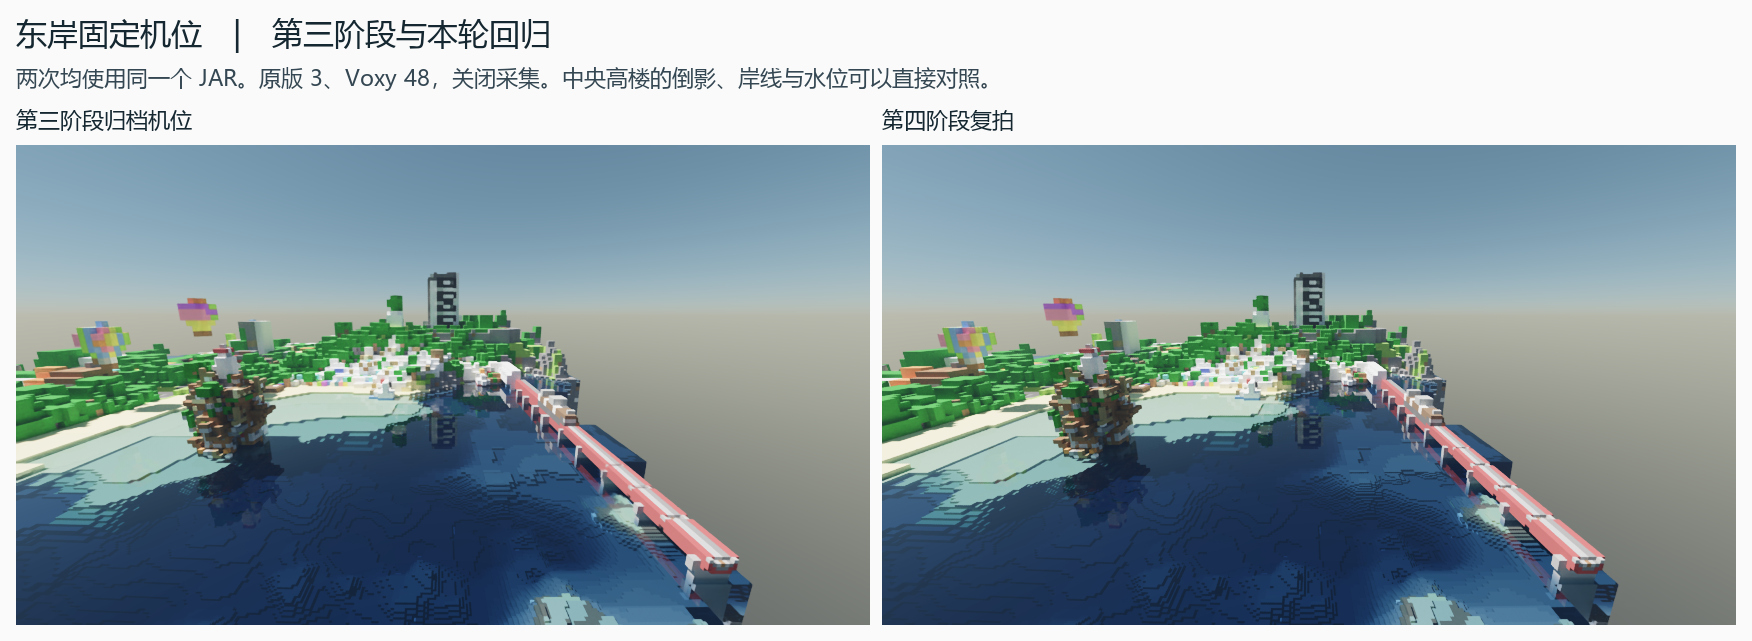 东岸固定机位 | 第三阶段与本轮回归
两次均使用同一个 JAR。原版 3、Voxy 48，关闭采集。中央高楼的倒影、岸线与水位可以直接对照。
第三阶段归档机位
第四阶段复拍